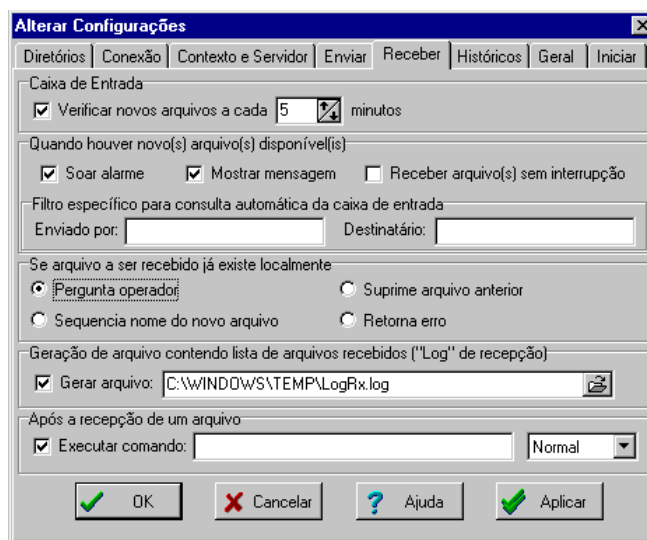 Alterar Configurações
Diretórios Conexão Contexto e Servidor Enviar Receber Históricos Geral Iniciar
Caixa de Entrada
Verificar novos arquivos a cada 5 minutos
Quando houver novo(s) arquivo(s) disponível(is)
Soar alarme Mostrar mensagem Receber arquivo(s) sem interrupção
Filtro específico para consulta automática da caixa de entrada
Enviado por: Destinatário:
Se arquivo a ser recebido já existe localmente
Pergunta operador Suprime arquivo anterior
Sequencia nome do novo arquivo Retorna erro
Geração de arquivo contendo lista de arquivos recebidos ("Log" de recepção)
Gerar arquivo: C:\WINDOWS\TEMP\LogRx.log
Após a recepção de um arquivo
Executar comando: Normal
OK Cancelar Ajuda Aplicar